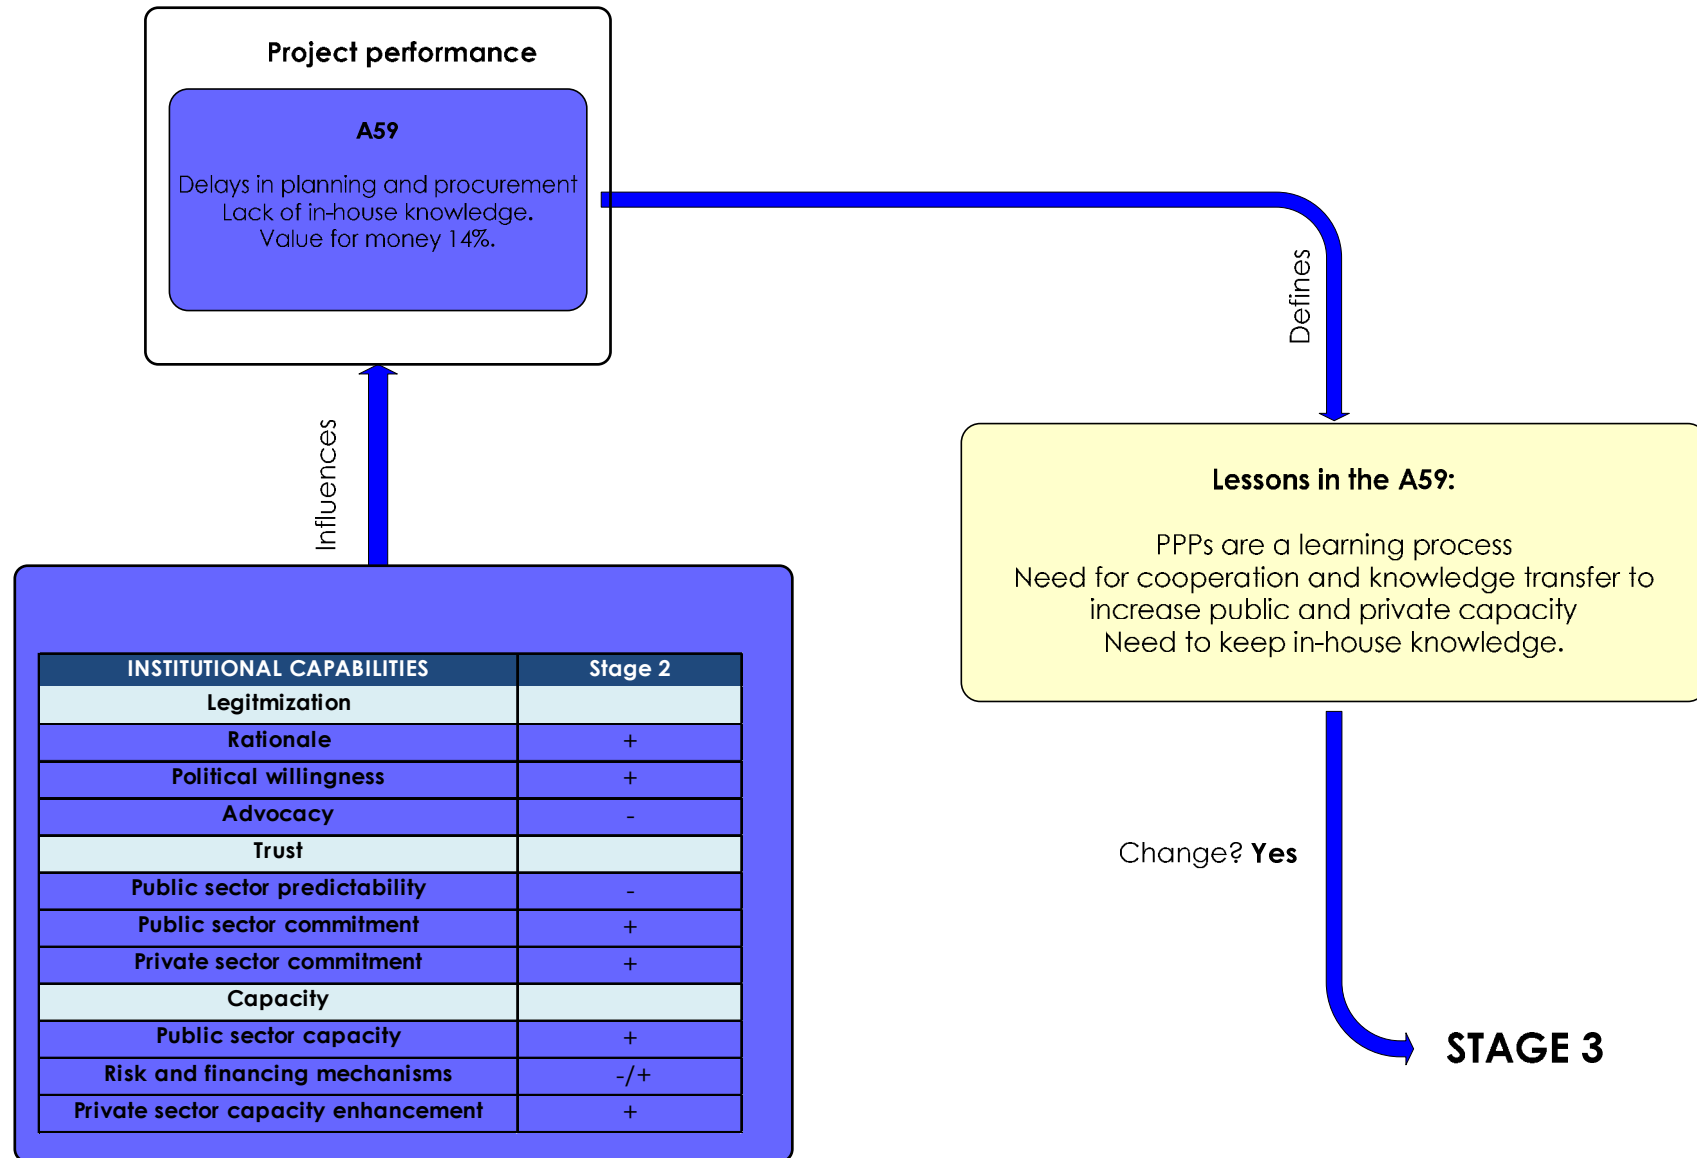 Project performance
A59
Delays in planning and procurement
Lack of in-house knowledge.
Value for money 14%.
Influences
Defines
INSTITUTIONAL CAPABILITIES Stage 2
Legitmization
Rationale +
Political willingness +
Advocacy -
Trust
Public sector predictability -
Public sector commitment +
Private sector commitment +
Capacity
Public sector capacity +
Risk and financing mechanisms -/+
Private sector capacity enhancement +
Lessons in the A59:
PPPs are a learning process
Need for cooperation and knowledge transfer to
increase public and private capacity
Need to keep in-house knowledge.
Change? Yes
STAGE 3